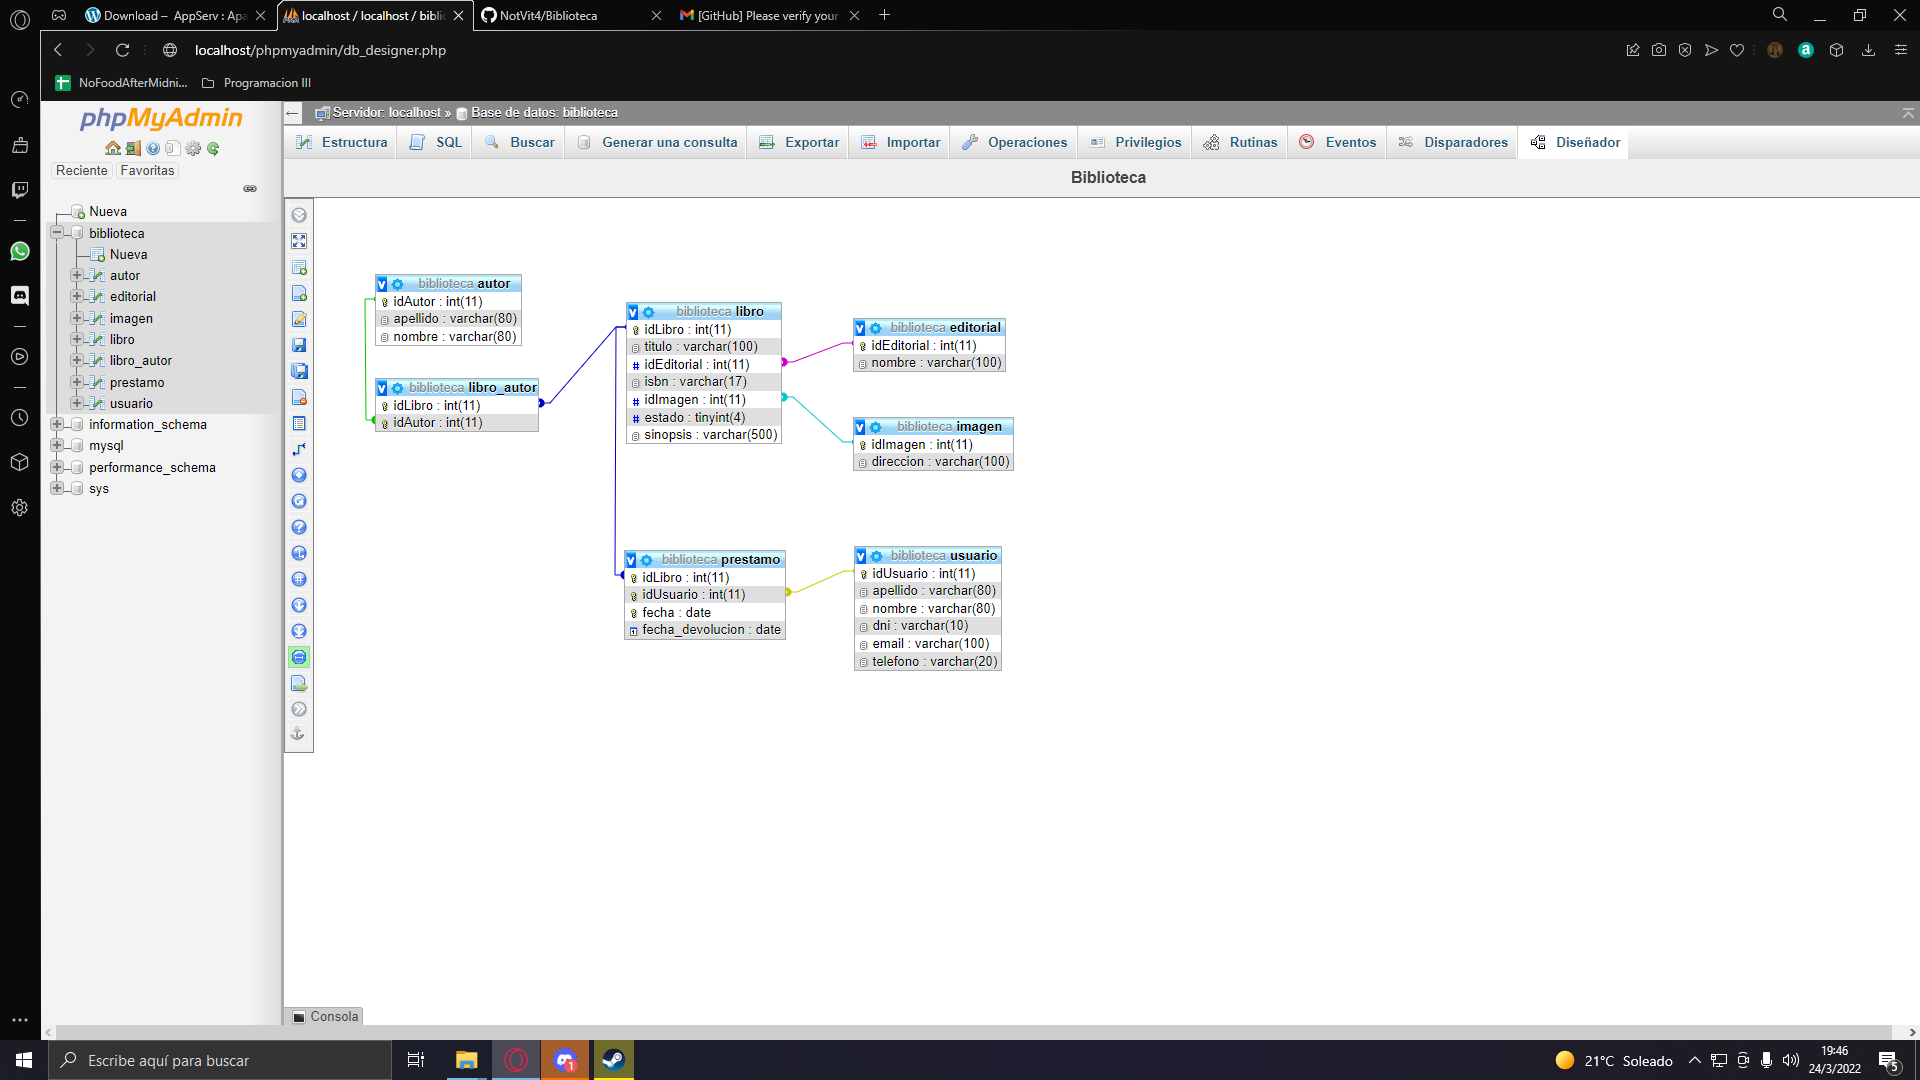 Download – AppServ : Apa
localhost / localhost / biblio
NotVit4/Biblioteca
[GitHub] Please verify your
localhost/phpmyadmin/db_designer.php
NoFoodAfterMidni...
Programacion III
phpMyAdmin
Reciente
Favoritas
Nueva
biblioteca
Nueva
autor
editorial
imagen
libro
libro_autor
prestamo
usuario
information_schema
mysql
performance_schema
sys
Servidor: localhost » Base de datos: biblioteca
Estructura
SQL
Buscar
Generar una consulta
Exportar
Importar
Operaciones
Privilegios
Rutinas
Eventos
Disparadores
Diseñador
Biblioteca
biblioteca autor
idAutor : int(11)
apellido : varchar(80)
nombre : varchar(80)
biblioteca libro_autor
idLibro : int(11)
idAutor : int(11)
biblioteca libro
idLibro : int(11)
titulo : varchar(100)
idEditorial : int(11)
isbn : varchar(17)
idImagen : int(11)
estado : tinyint(4)
sinopsis : varchar(500)
biblioteca editorial
idEditorial : int(11)
nombre : varchar(100)
biblioteca imagen
idImagen : int(11)
direccion : varchar(100)
biblioteca prestamo
idLibro : int(11)
idUsuario : int(11)
fecha : date
fecha_devolucion : date
biblioteca usuario
idUsuario : int(11)
apellido : varchar(80)
nombre : varchar(80)
dni : varchar(10)
email : varchar(100)
telefono : varchar(20)
Consola
Escribe aquí para buscar
1
21°C Soleado
19:46
24/3/2022
5